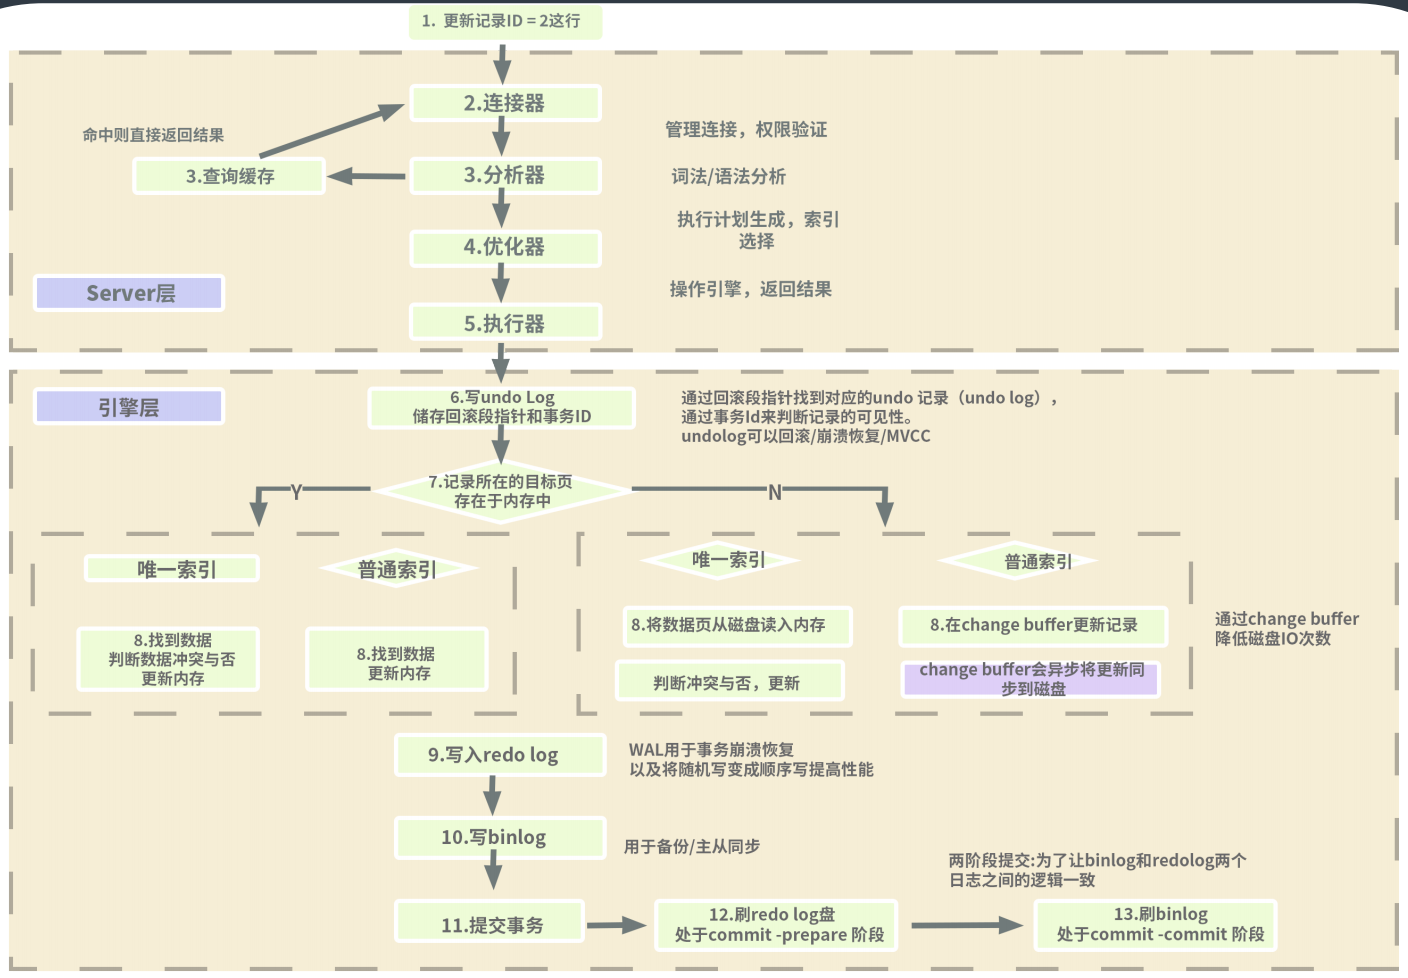 1. 更新记录ID = 2这行
2.连接器
管理连接，权限验证
命中则直接返回结果
3.查询缓存
3.分析器
词法/语法分析
执行计划生成，索引
选择
4.优化器
Server层
操作引擎，返回结果
5.执行器
引擎层
6.写undo Log
储存回滚段指针和事务ID
通过回滚段指针找到对应的undo 记录（undo log），
通过事务Id来判断记录的可见性。
undolog可以回滚/崩溃恢复/MVCC
7.记录所在的目标页
存在于内存中
Y
N
唯一索引
普通索引
唯一索引
普通索引
8.找到数据
判断数据冲突与否
更新内存
8.找到数据
更新内存
8.将数据页从磁盘读入内存
判断冲突与否，更新
8.在change buffer更新记录
change buffer会异步将更新同
步到磁盘
通过change buffer
降低磁盘IO次数
9.写入redo log
WAL用于事务崩溃恢复
以及将随机写变成顺序写提高性能
10.写binlog
用于备份/主从同步
两阶段提交:为了让binlog和redolog两个
日志之间的逻辑一致
11.提交事务
12.刷redo log盘
处于commit -prepare 阶段
13.刷binlog
处于commit -commit 阶段